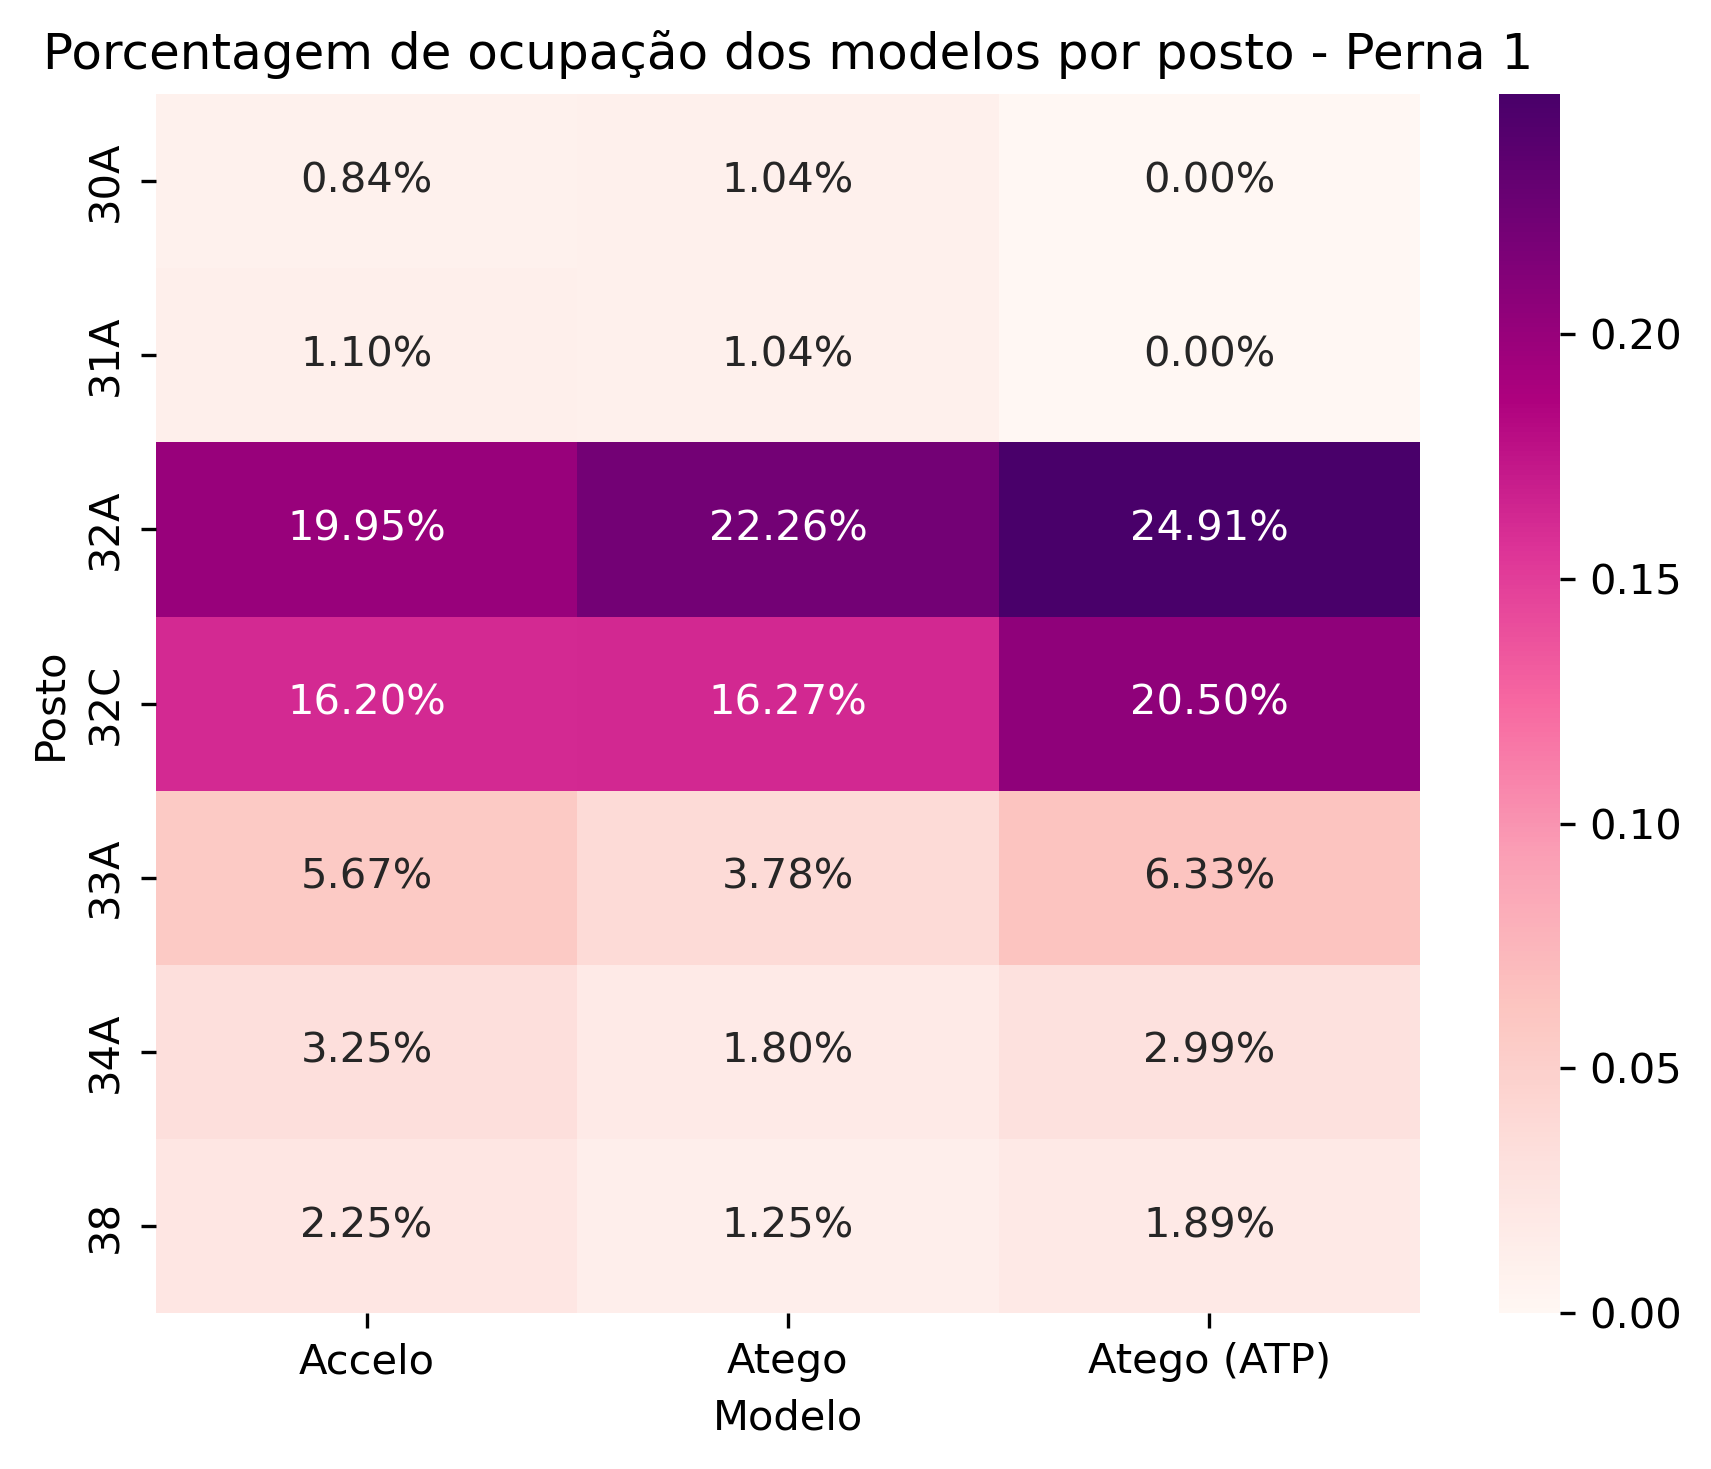 Porcentagem de ocupação dos modelos por posto - Perna 1
30A 0.84% 1.04% 0.00%
31A 1.10% 1.04% 0.00%
32A 19.95% 22.26% 24.91%
32C 16.20% 16.27% 20.50%
33A 5.67% 3.78% 6.33%
34A 3.25% 1.80% 2.99%
38 2.25% 1.25% 1.89%
Posto
Accelo Atego Atego (ATP)
Modelo
0.20
0.15
0.10
0.05
0.00